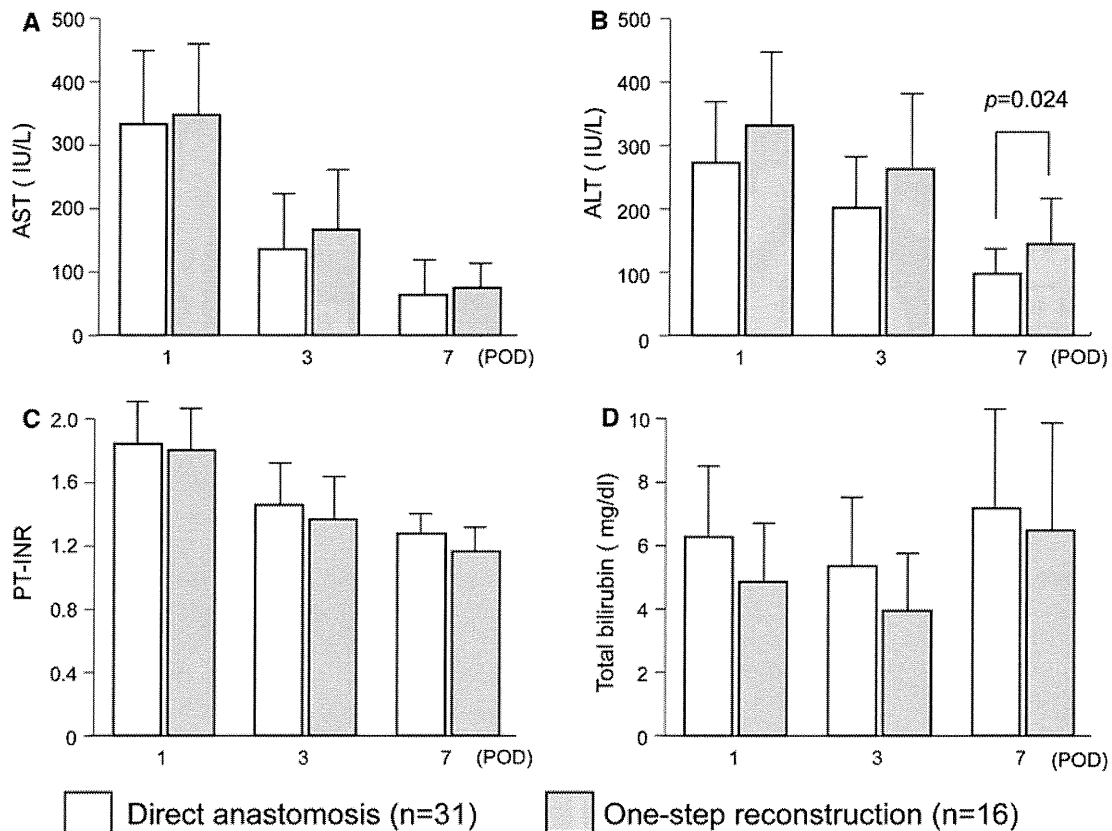 A
AST ( IU/L)
500
400
300
200
100
0
1 3 7 (POD)
B
ALT ( IU/L)
500
400
300
200
100
0
p=0.024
1 3 7 (POD)
C
PT-INR
2.0
1.6
1.2
0.8
0.4
0
1 3 7 (POD)
D
Total bilirubin ( mg/dl)
10
8
6
4
2
0
1 3 7 (POD)
Direct anastomosis (n=31)
One-step reconstruction (n=16)